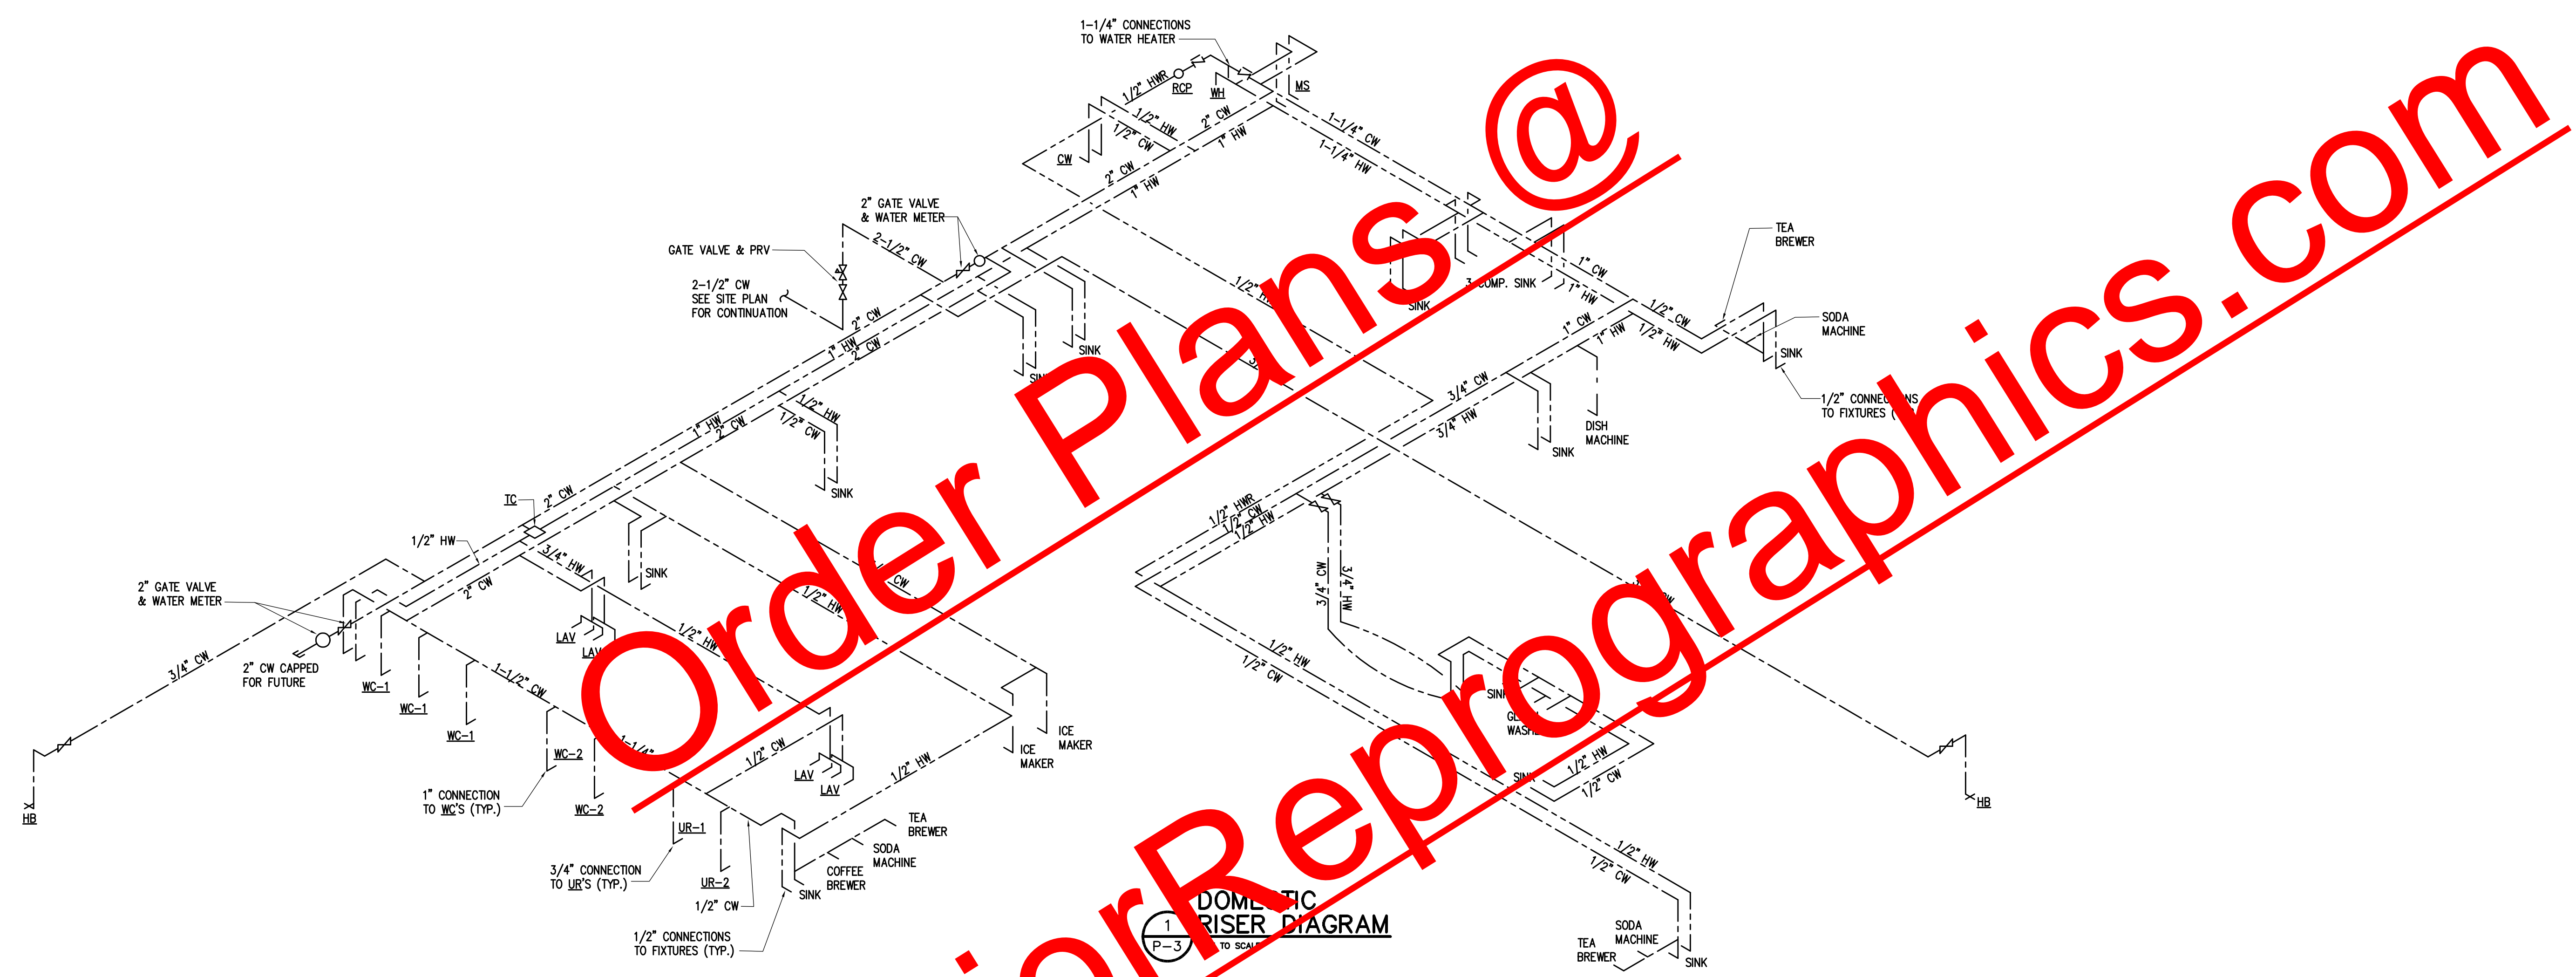 1-1/4" CONNECTIONS
TO WATER HEATER
1/2" HWR
RCP
WH
MS
1/2" HW
1/2" CW
2" CW
1" HW
CW
2" CW
1" HW
1-1/4" CW
1-1/4" HW
2" GATE VALVE
& WATER METER
GATE VALVE & PRV
2-1/2" CW
2-1/2" CW
SEE SITE PLAN
FOR CONTINUATION
SINK
SINK
3 COMP. SINK
1" CW
1" HW
TEA
BREWER
1/2" CW
1/2" HW
SODA
MACHINE
SINK
1/2" CONNECTIONS
TO FIXTURES
1" CW
1" HW
2" CW
1" HW
2" CW
3/4" CW
3/4" HW
DISH
MACHINE
SINK
1" HW
2" CW
1/2" HW
1/2" CW
SINK
TC
2" CW
1/2" HWR
1/2" CW
1/2" HW
1/2" HW
3/4" HW
SINK
2" CW
1/2" HW
3/4" CW
3/4" HW
2" GATE VALVE
& WATER METER
LAV
LAV
1/2" HW
1/2" HW
1/2" CW
3/4" CW
2" CW CAPPED
FOR FUTURE
WC-1
WC-1
WC-1
1-1/2" CW
WC-2
WC-2
1-1/4"
1/2" CW
LAV
LAV
1/2" HW
ICE
MAKER
ICE
MAKER
SINK
SINK
1/2" HW
1/2" CW
1" CONNECTION
TO WC'S (TYP.)
HB
HB
UR-1
UR-2
3/4" CONNECTION
TO UR'S (TYP.)
1/2" CW
TEA
BREWER
SODA
MACHINE
COFFEE
BREWER
SINK
1/2" CONNECTIONS
TO FIXTURES (TYP.)
1/2" HW
1/2" CW
SODA
MACHINE
TEA
BREWER
SINK
1
P-3
DOMESTIC
RISER DIAGRAM
TO SCALE
Order Plans @
iorReprographics.com